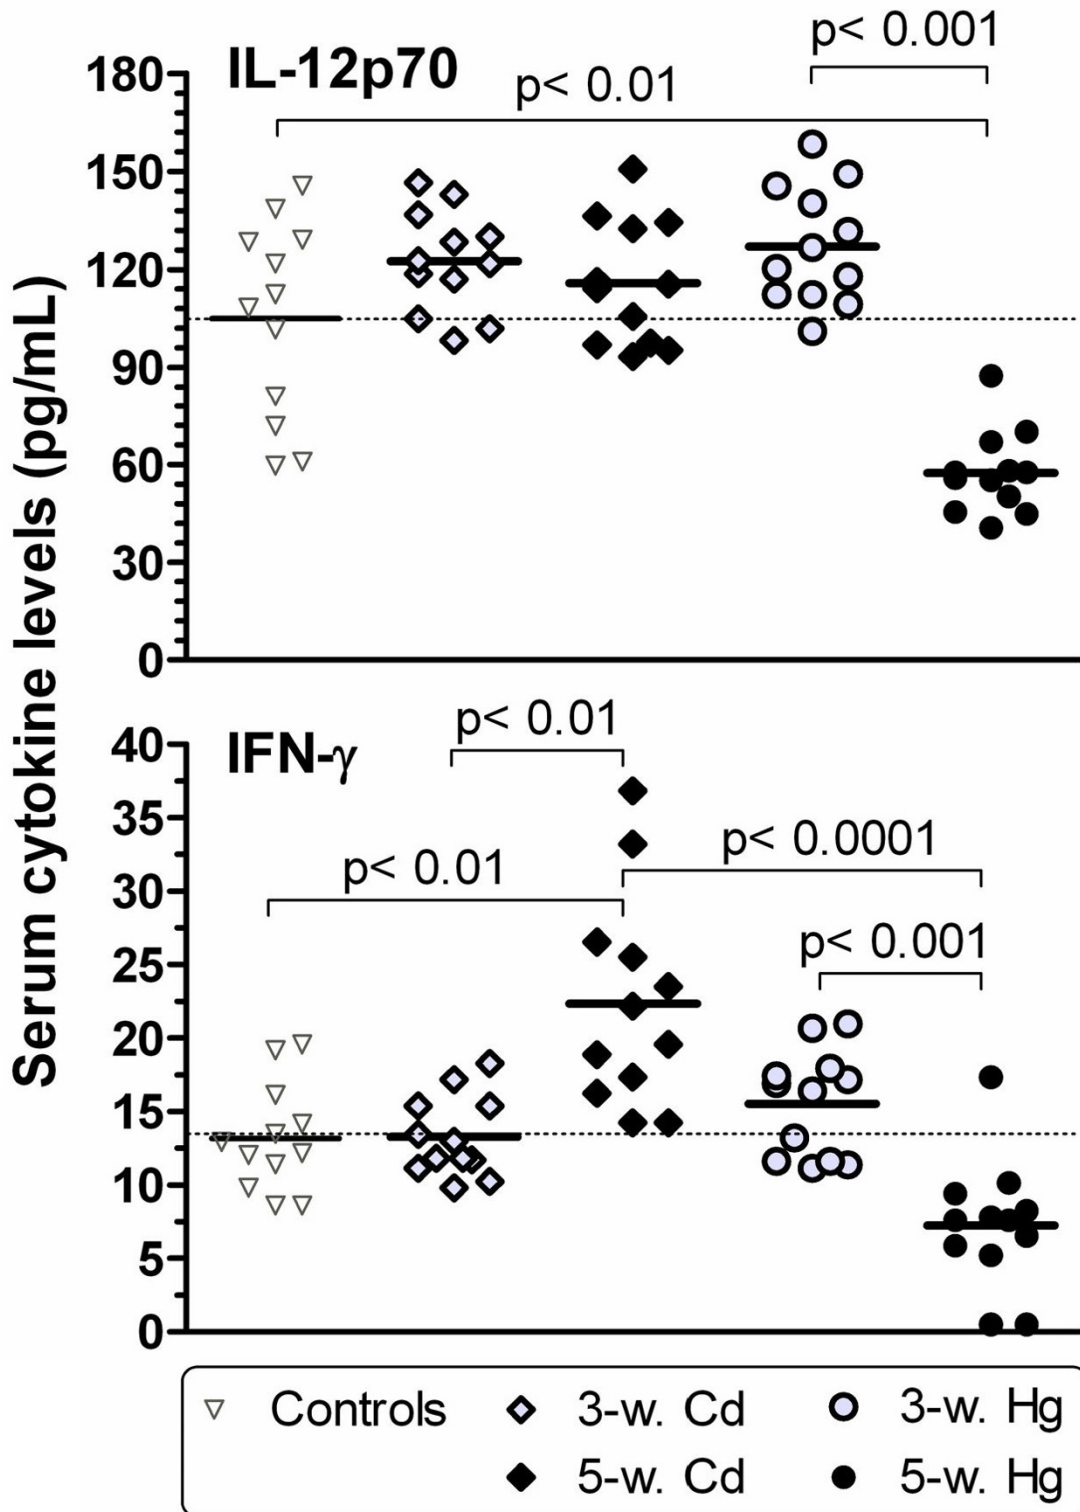 p< 0.001
IL-12p70
p< 0.01
180
150
120
90
60
30
0
Serum cytokine levels (pg/mL)
p< 0.01
IFN-γ
p< 0.0001
p< 0.01
p< 0.001
40
35
30
25
20
15
10
5
0
Controls
3-w. Cd
3-w. Hg
5-w. Cd
5-w. Hg